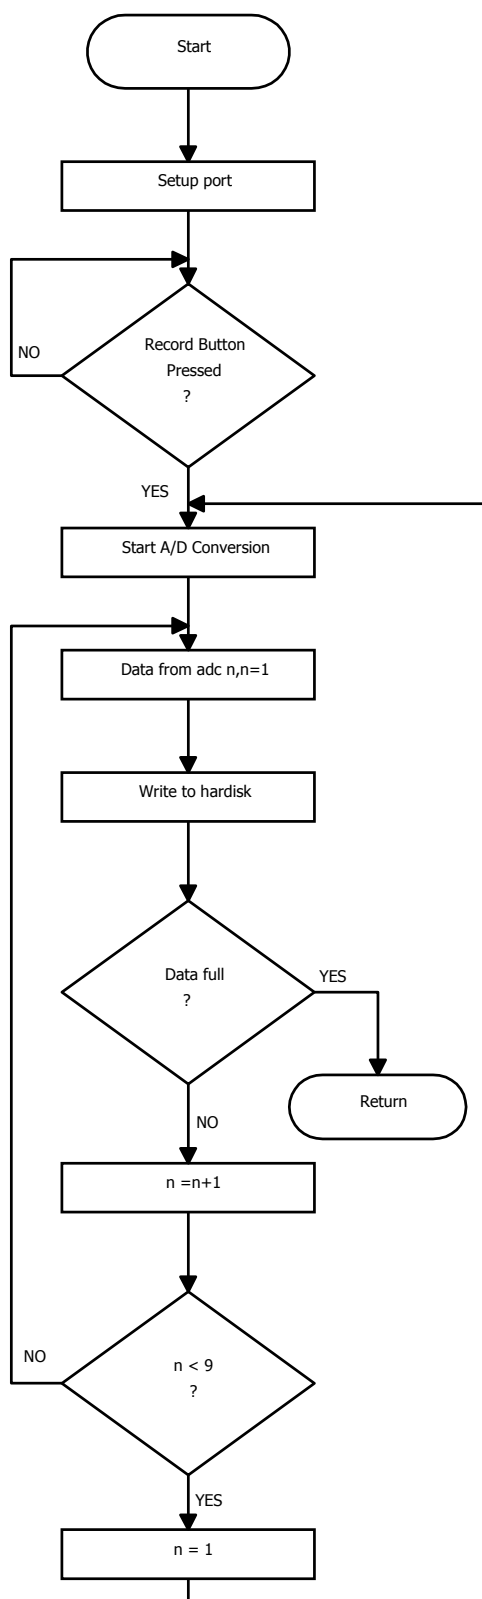 Start
Setup port
Record Button
Pressed
?
NO
YES
Start A/D Conversion
Data from adc n,n=1
Write to hardisk
Data full
?
YES
Return
NO
n =n+1
n < 9
?
NO
YES
n = 1